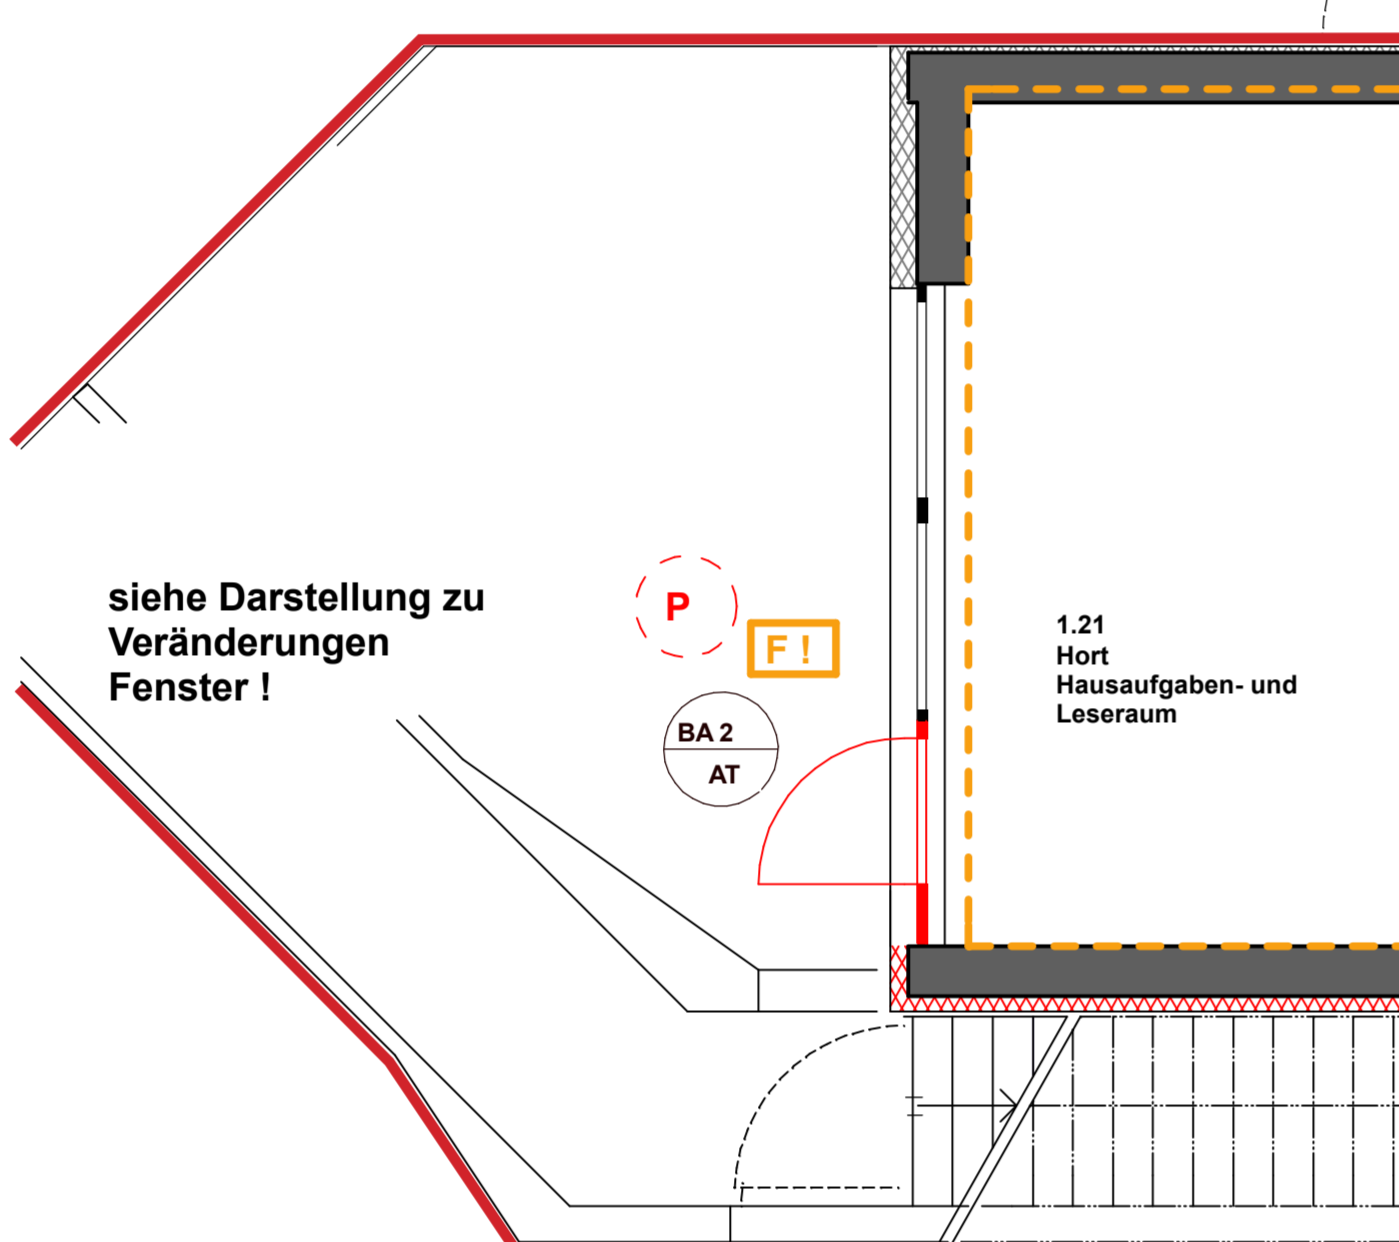 siehe Darstellung zu
Veränderungen
Fenster !
P
F !
BA 2
AT
1.21
Hort
Hausaufgaben- und
Leseraum